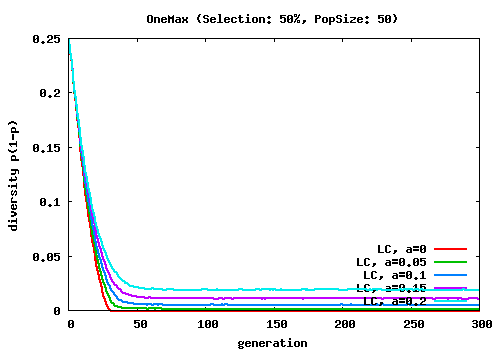 OneMax (Selection: 50%, PopSize: 50)
0.25
0.2
0.15
0.1
0.05
0
diversity p(1-p)
LC, a=0
LC, a=0.05
LC, a=0.1
LC, a=0.15
LC, a=0.2
0 50 100 150 200 250 300
generation